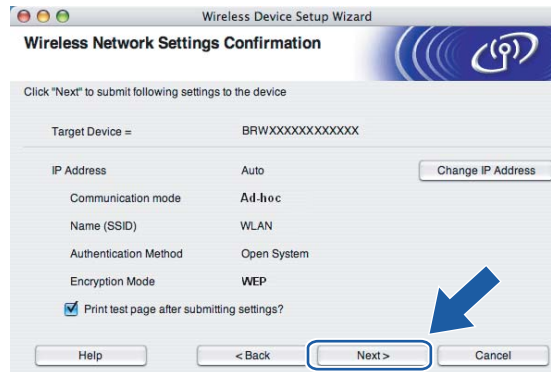 Wireless Device Setup Wizard
Wireless Network Settings Confirmation
Click "Next" to submit following settings to the device
Target Device = BRWXXXXXXXXXXXX
IP Address Auto Change IP Address
Communication mode Ad-hoc
Name (SSID) WLAN
Authentication Method Open System
Encryption Mode WEP
Print test page after submitting settings?
Help < Back Next > Cancel